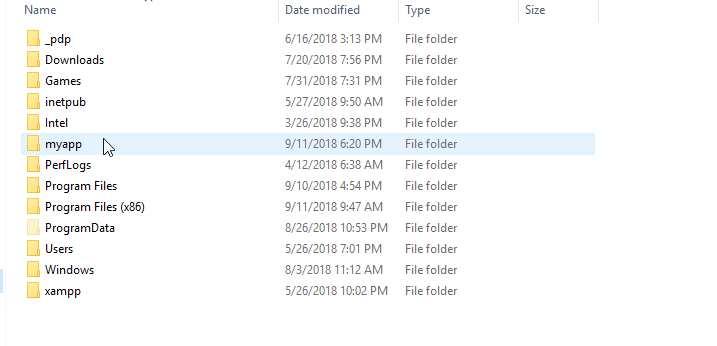 Name Date modified Type Size
_pdp 6/16/2018 3:13 PM File folder
Downloads 7/20/2018 7:56 PM File folder
Games 7/31/2018 7:31 PM File folder
inetpub 5/27/2018 9:50 AM File folder
Intel 3/26/2018 9:38 PM File folder
myapp 9/11/2018 6:20 PM File folder
PerfLogs 4/12/2018 6:38 AM File folder
Program Files 9/10/2018 4:54 PM File folder
Program Files (x86) 9/11/2018 9:47 AM File folder
ProgramData 8/26/2018 10:53 PM File folder
Users 5/26/2018 7:01 PM File folder
Windows 8/3/2018 11:12 AM File folder
xampp 5/26/2018 10:02 PM File folder